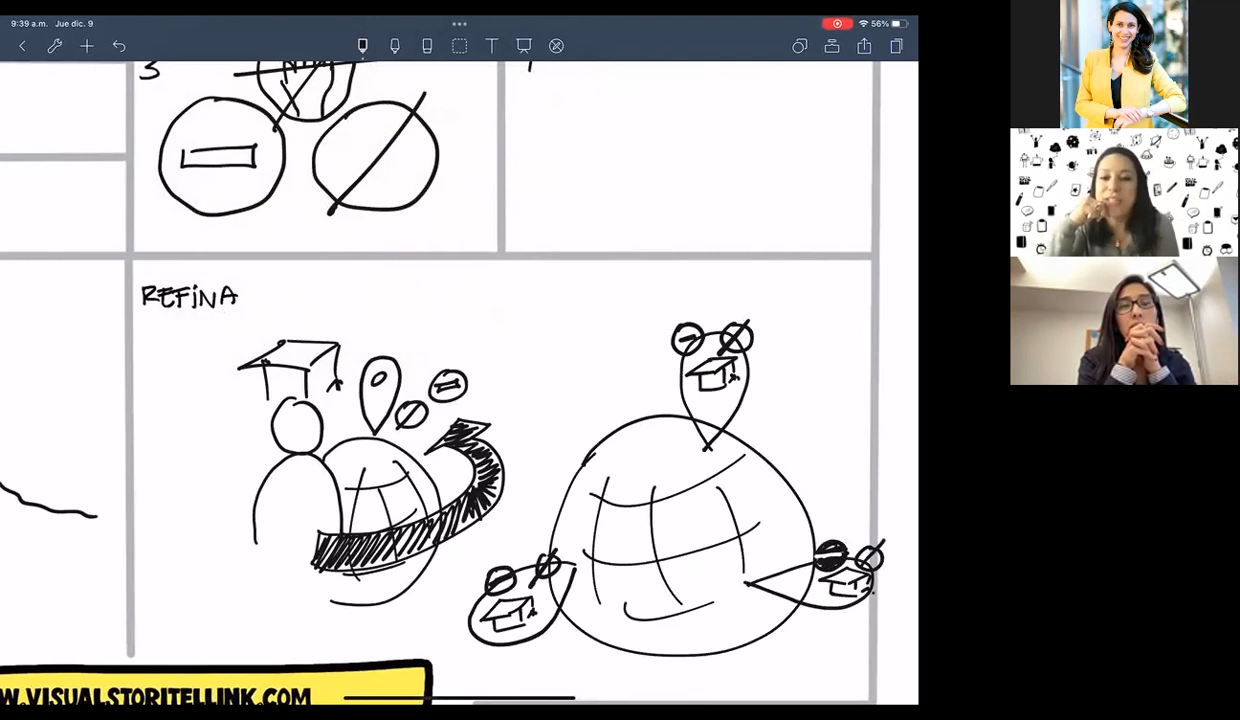 9:39 a.m. Jue dic. 9
56%
T
3
REFINA
W.VISUALSTORITELLINK.COM